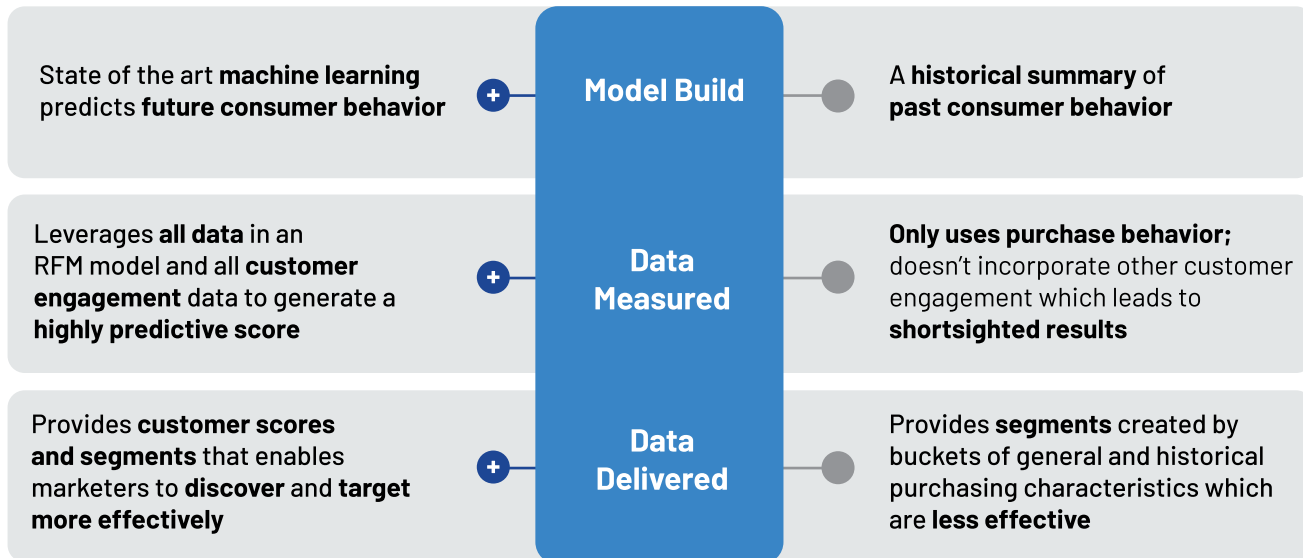 State of the art machine learning
predicts future consumer behavior
Model Build
A historical summary of
past consumer behavior
Leverages all data in an
RFM model and all customer
engagement data to generate a
highly predictive score
Data
Measured
Only uses purchase behavior;
doesn’t incorporate other customer
engagement which leads to
shortsighted results
Provides customer scores
and segments that enables
marketers to discover and target
more effectively
Data
Delivered
Provides segments created by
buckets of general and historical
purchasing characteristics which
are less effective